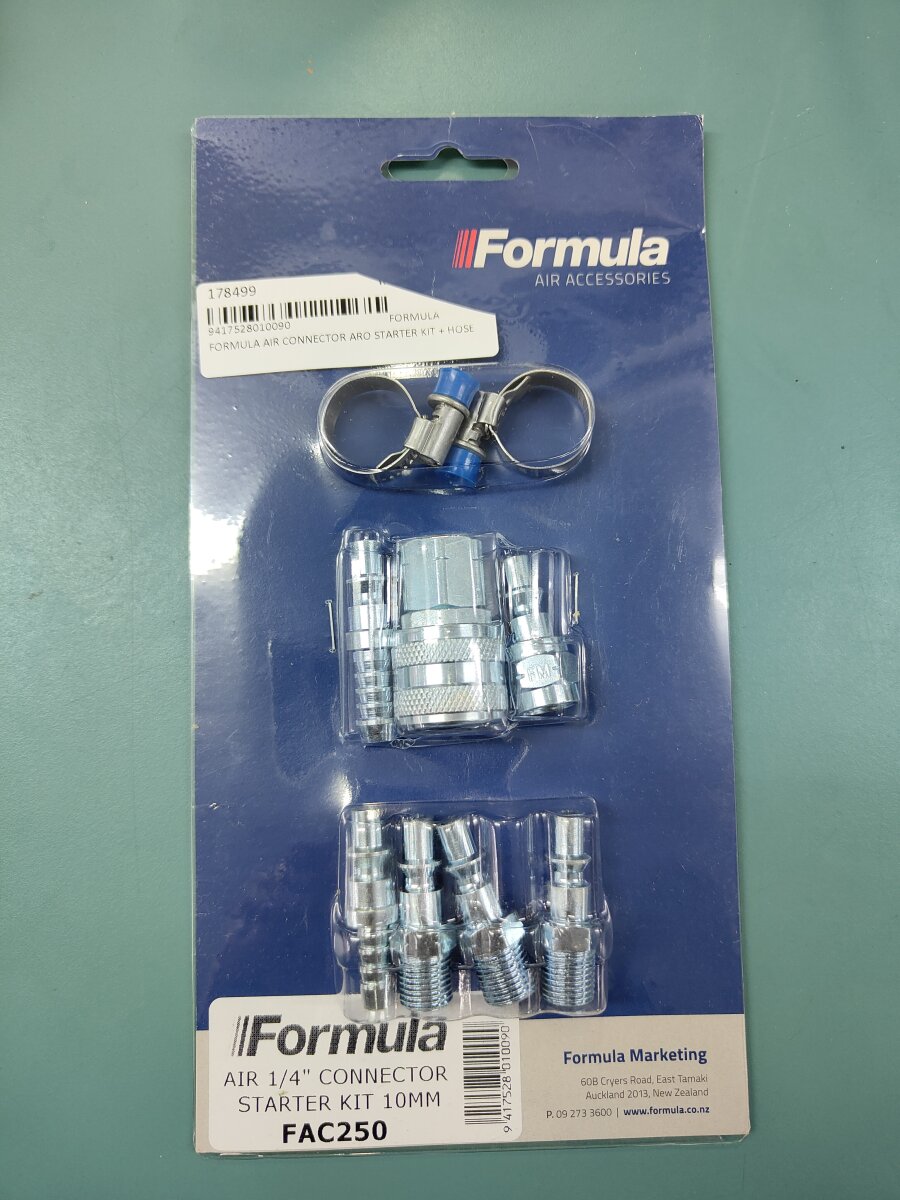 Formula
AIR ACCESSORIES
178499
9417528010090
FORMULA
FORMULA AIR CONNECTOR ARO STARTER KIT + HOSE
Formula
AIR 1/4" CONNECTOR
STARTER KIT 10MM
FAC250
9 417528 010090
Formula Marketing
60B Cryers Road, East Tamaki
Auckland 2013, New Zealand
P. 09 273 3600 | www.formula.co.nz